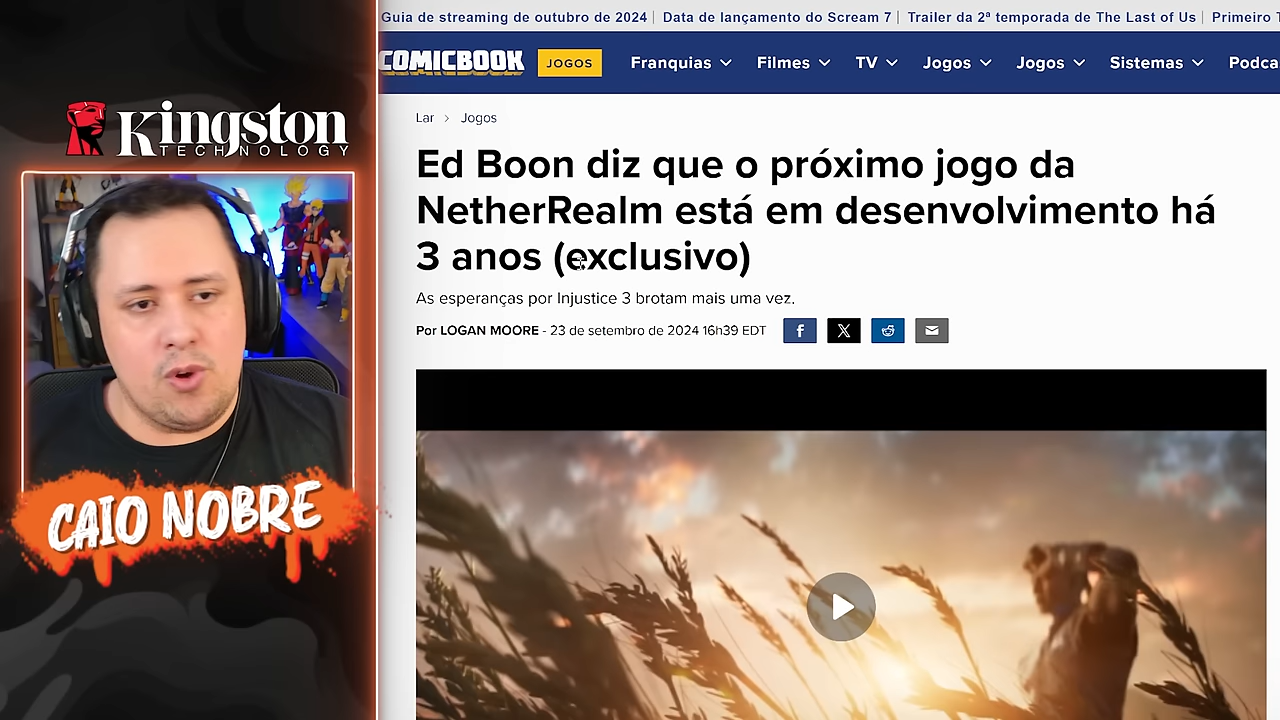 Kingston
TECHNOLOGY
CAIO NOBRE
Guia de streaming de outubro de 2024 | Data de lançamento do Scream 7 | Trailer da 2ª temporada de The Last of Us | Primeiro
COMICBOOK JOGOS Franquias Filmes TV Jogos Jogos Sistemas Podca
Lar > Jogos
Ed Boon diz que o próximo jogo da
NetherRealm está em desenvolvimento há
3 anos (exclusivo)
As esperanças por Injustice 3 brotam mais uma vez.
Por LOGAN MOORE - 23 de setembro de 2024 16h39 EDT